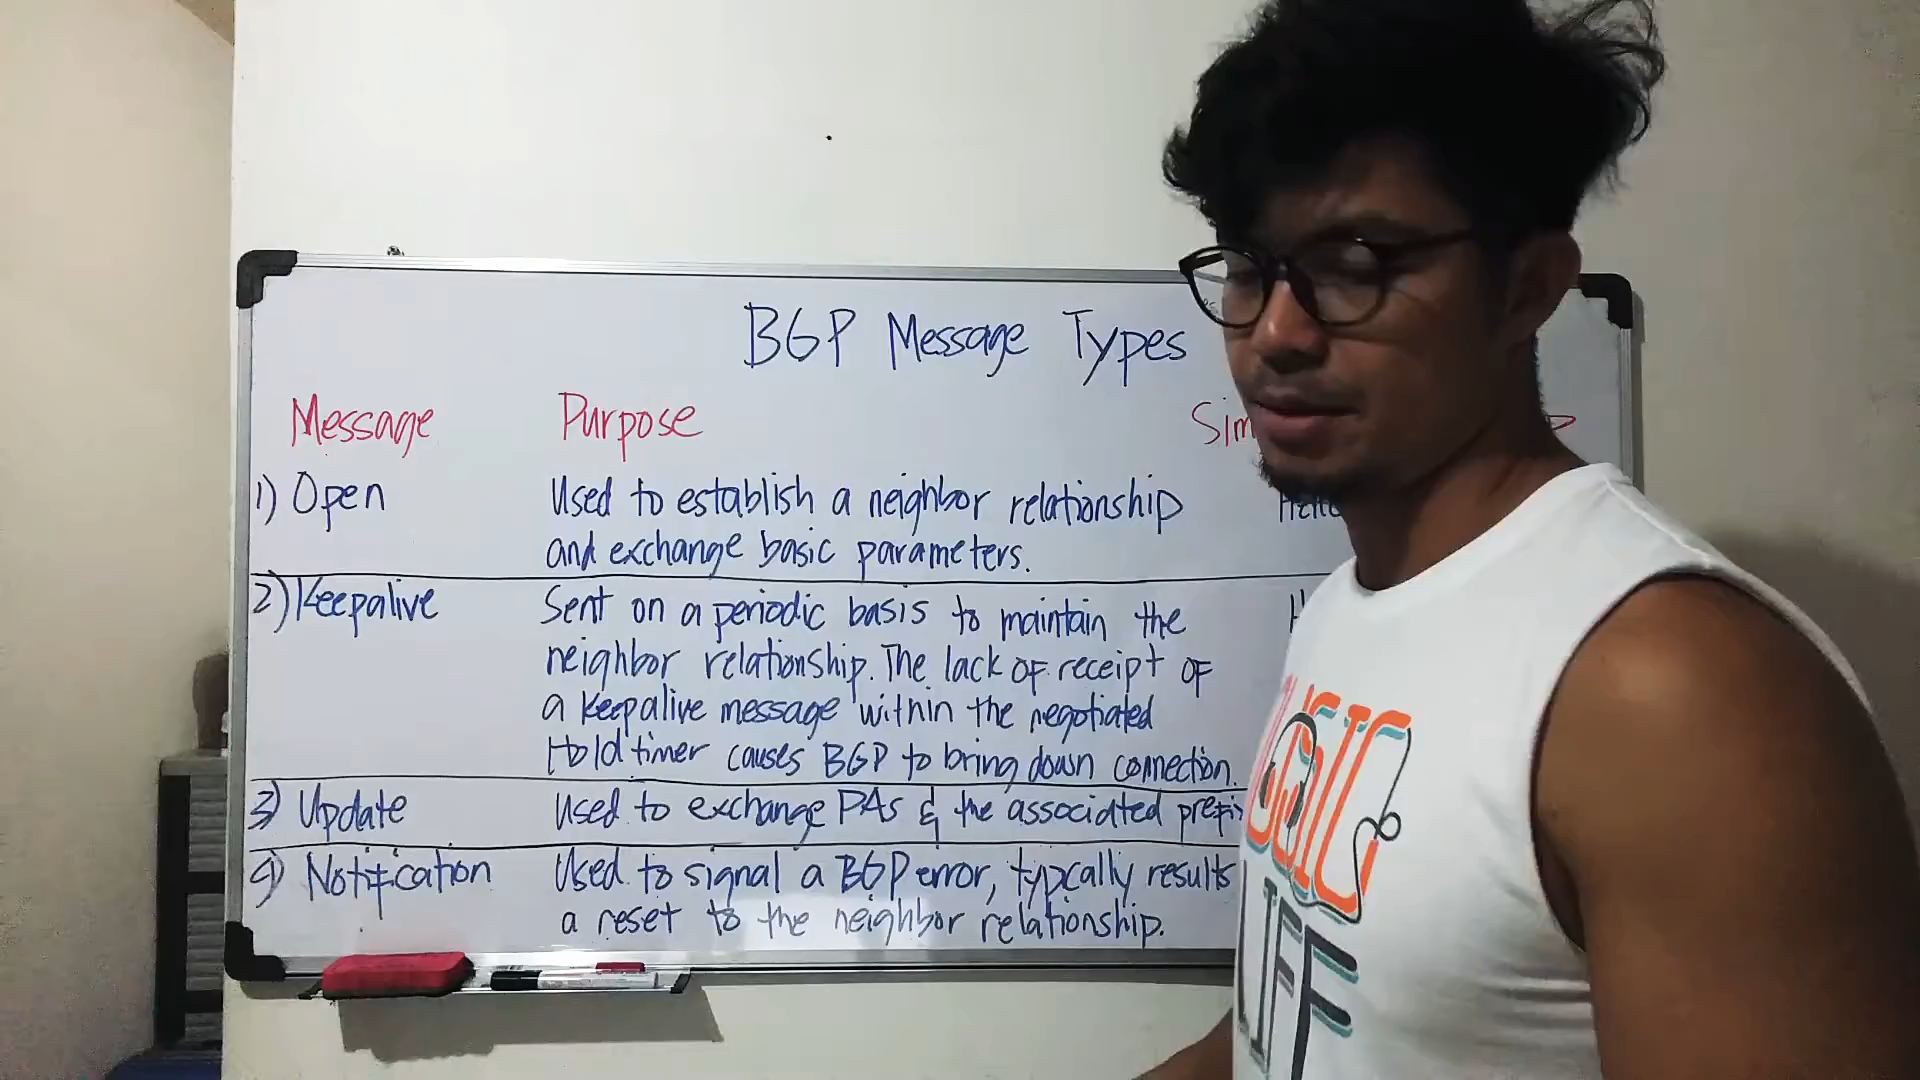 BGP Message Types
Message Purpose
1) Open Used to establish a neighbor relationship
and exchange basic parameters.
2) Keepalive Sent on a periodic basis to maintain the
neighbor relationship. The lack of receipt of
a keepalive message within the negotiated
Hold timer causes BGP to bring down connection.
3) Update Used to exchange PAs & the associated
4) Notification Used to signal a BGP error, typically results
a reset to the neighbor relationship.
MUSIC
LIFE